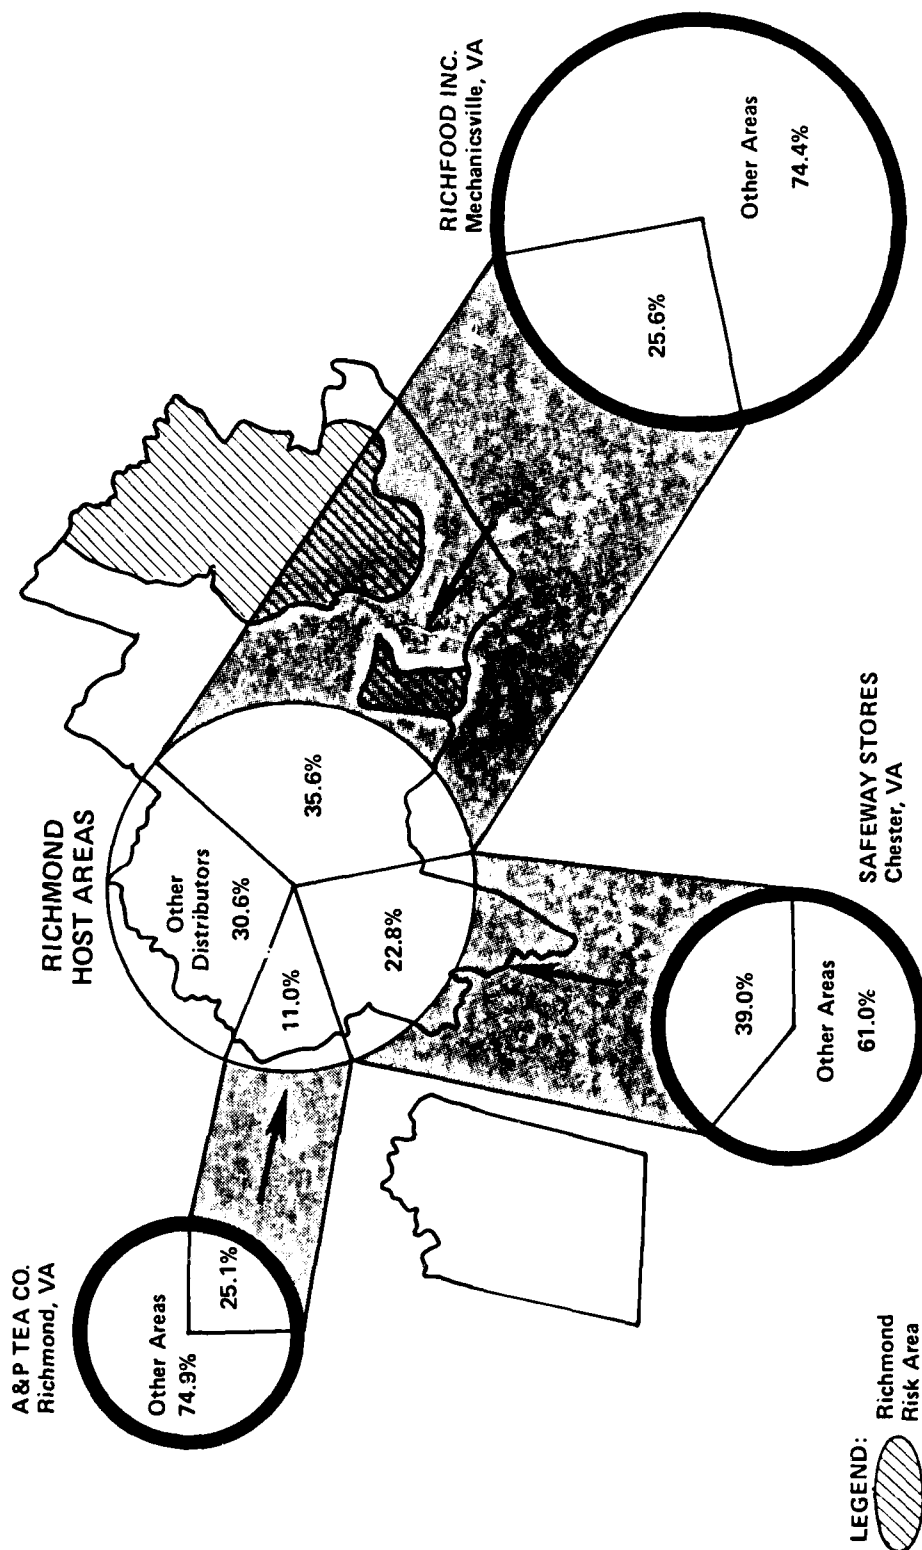 A&P TEA CO.
Richmond, VA
Other Areas
74.9%
25.1%
RICHMOND
HOST AREAS
Other
Distributors
30.6%
11.0%
35.6%
22.8%
RICHFOOD INC.
Mechanicsville, VA
25.6%
Other Areas
74.4%
SAFEWAY STORES
Chester, VA
39.0%
Other Areas
61.0%
LEGEND:
Richmond
Risk Area